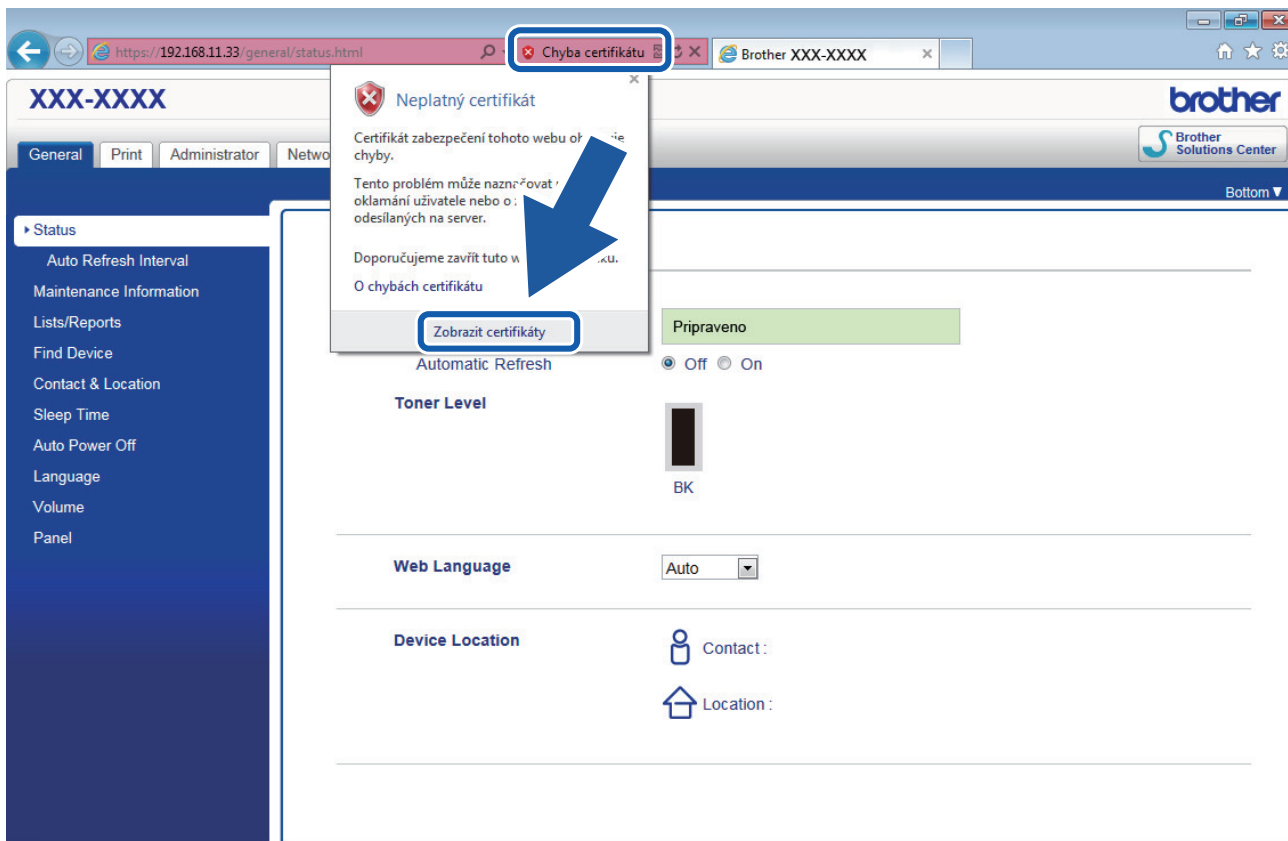 https://192.168.11.33/general/status.html
Chyba certifikátu
Brother XXX-XXXX
XXX-XXXX
brother
Neplatný certifikát
Certifikát zabezpečení tohoto webu
chyby.
Tento problém může naznačovat
oklamání uživatele nebo o
odesílaných na server.
Doporučujeme zavřít tuto
O chybách certifikátu
Zobrazit certifikáty
General
Print
Administrator
Brother
Solutions Center
Bottom
Status
Auto Refresh Interval
Maintenance Information
Lists/Reports
Find Device
Contact & Location
Sleep Time
Auto Power Off
Language
Volume
Panel
Pripraveno
Automatic Refresh
Off On
Toner Level
BK
Web Language
Auto
Device Location
Contact :
Location :